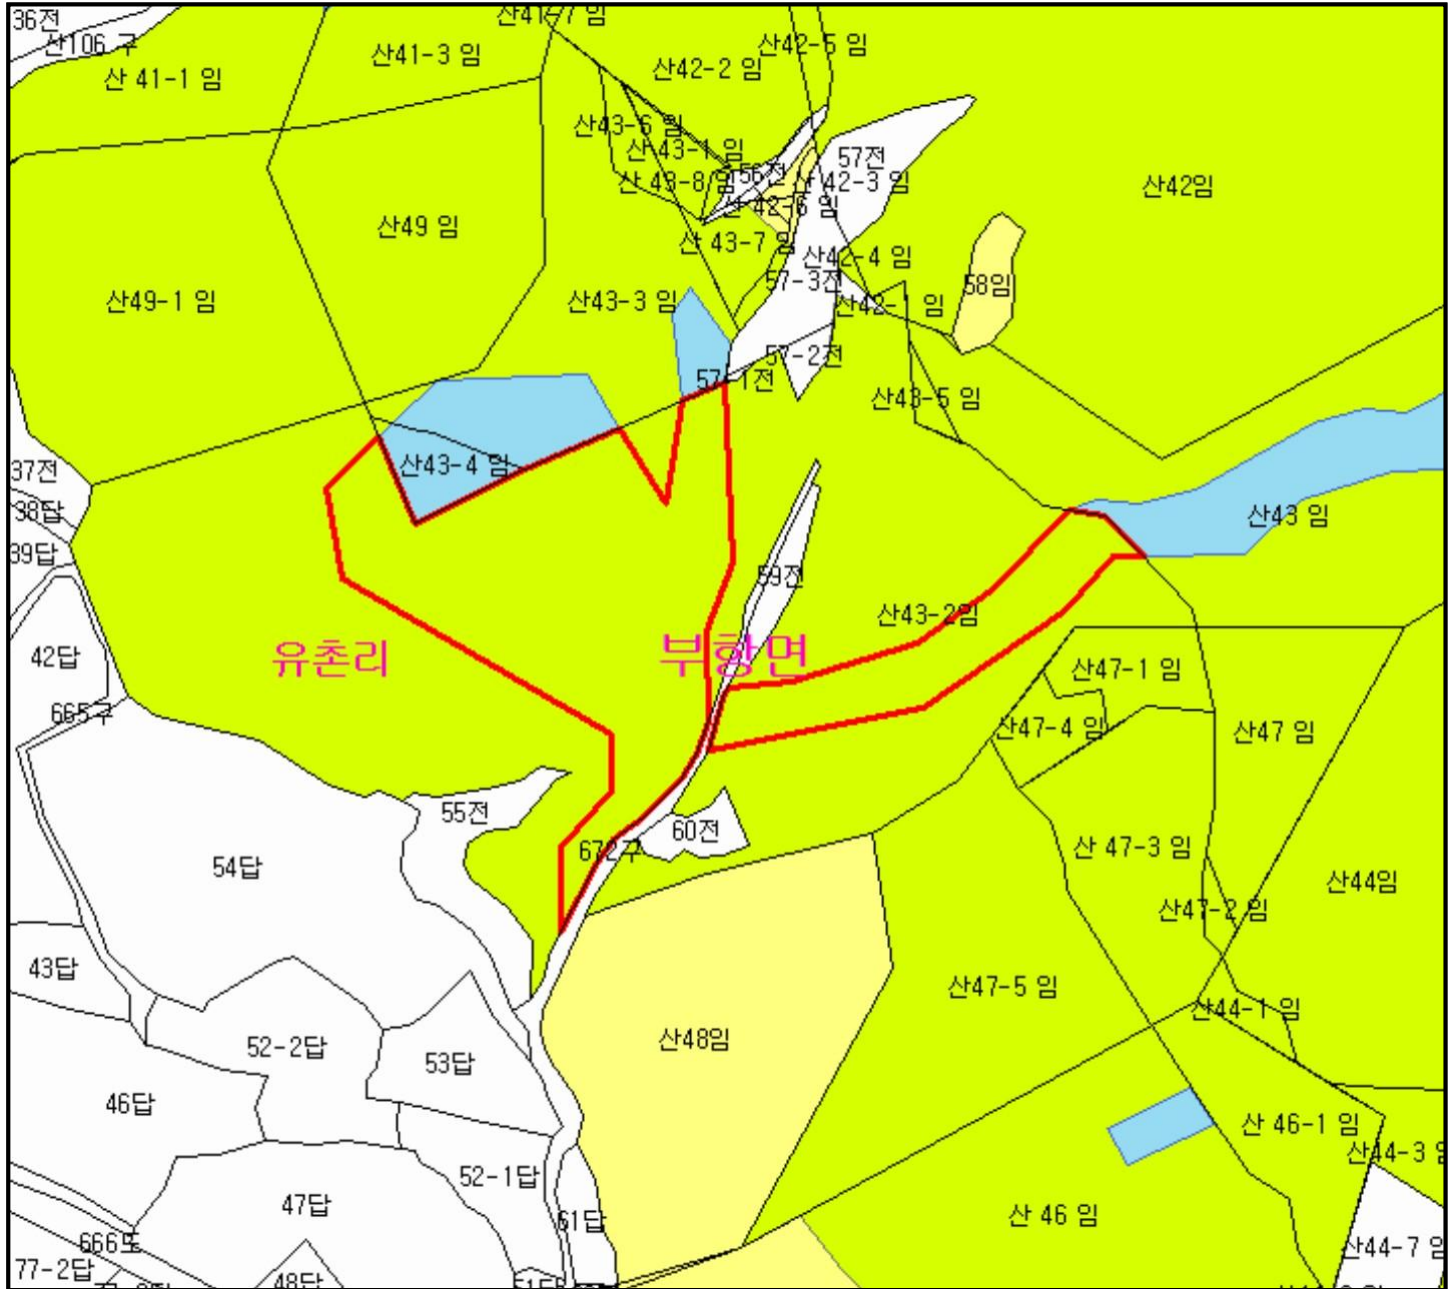 36전
산106 구
산 41-1 임
산41-3 임
산41-7 임
산42-2 임
산42-5 임
산43-6 임
산43-1 임
산 43-8 임
56전
57전
산 42-3 임
산 42-6 임
산42임
산49 임
산 43-7 임
산42-4 임
57-3전
58임
산49-1 임
산43-3 임
산42-1 임
57-2전
57-1전
산43-5 임
37전
산43-4 임
38답
산43 임
39답
59전
산43-2임
유촌리
부항면
42답
산47-1 임
665구
산47-4 임
산47 임
55전
60전
672구
54답
산 47-3 임
산44임
산47-2 임
43답
산47-5 임
산44-1 임
52-2답
53답
산48임
46답
산 46-1 임
산44-3 임
52-1답
47답
61답
산 46 임
666도
산44-7 임
77-2답
48답